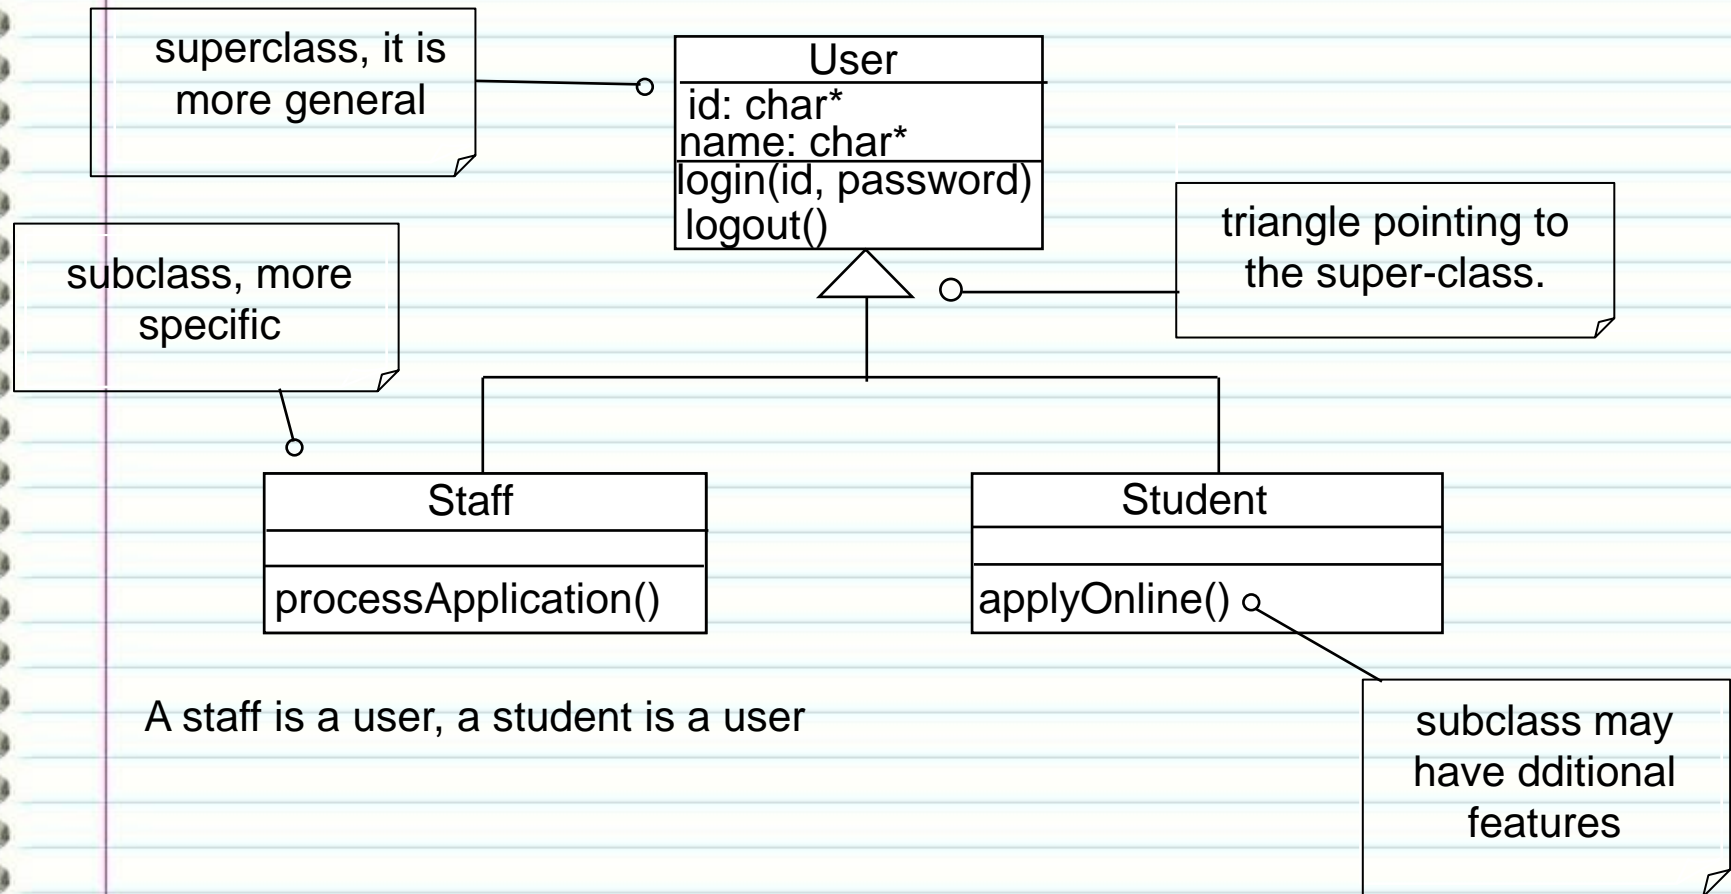 superclass, it is
more general
User
id: char*
name: char*
login(id, password)
logout()
triangle pointing to
the super-class.
subclass, more
specific
Staff
processApplication()
Student
applyOnline()
A staff is a user, a student is a user
subclass may
have dditional
features